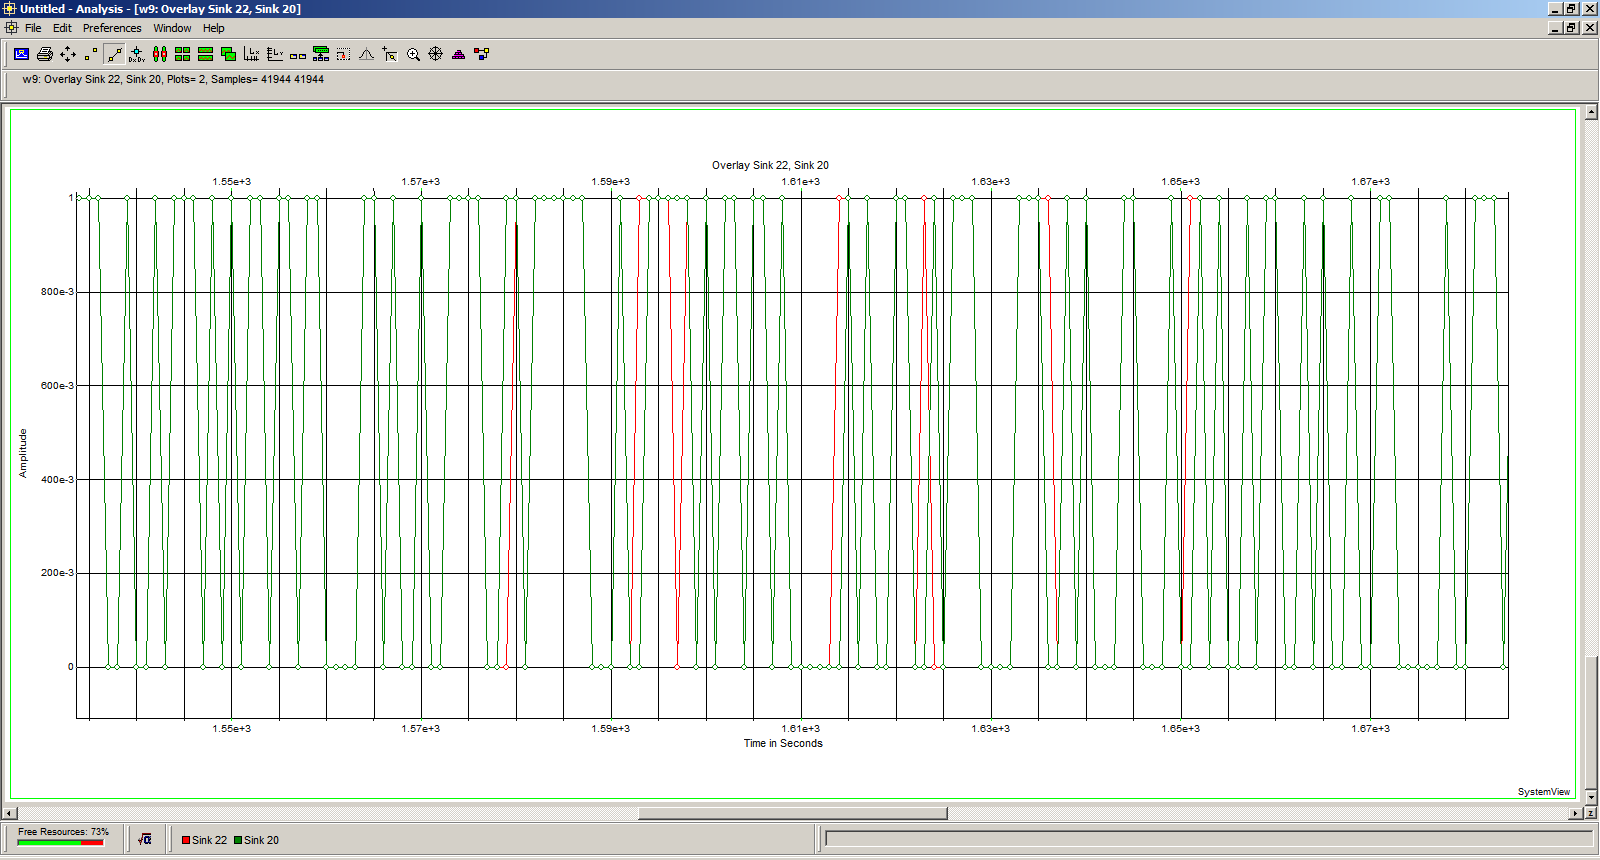 Untitled - Analysis - [w9: Overlay Sink 22, Sink 20]
File Edit Preferences Window Help
w9: Overlay Sink 22, Sink 20, Plots= 2, Samples= 41944 41944
Overlay Sink 22, Sink 20
1.55e+3 1.57e+3 1.59e+3 1.61e+3 1.63e+3 1.65e+3 1.67e+3
1
800e-3
600e-3
Amplitude
400e-3
200e-3
0
1.55e+3 1.57e+3 1.59e+3 1.61e+3 1.63e+3 1.65e+3 1.67e+3
Time in Seconds
SystemView
Free Resources: 73%
Sink 22 Sink 20